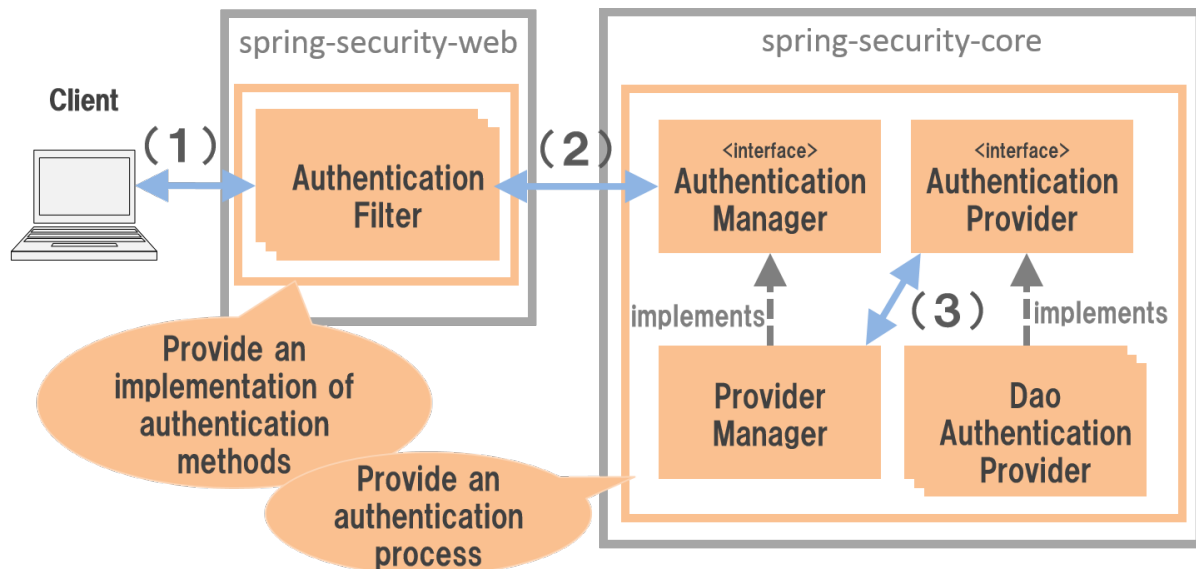 spring-security-web
spring-security-core
Client
(1)
(2)
Authentication
Filter
<interface>
Authentication
Manager
<interface>
Authentication
Provider
implements
(3)
implements
Provider
Manager
Dao
Authentication
Provider
Provide an
implementation of
authentication
methods
Provide an
authentication
process